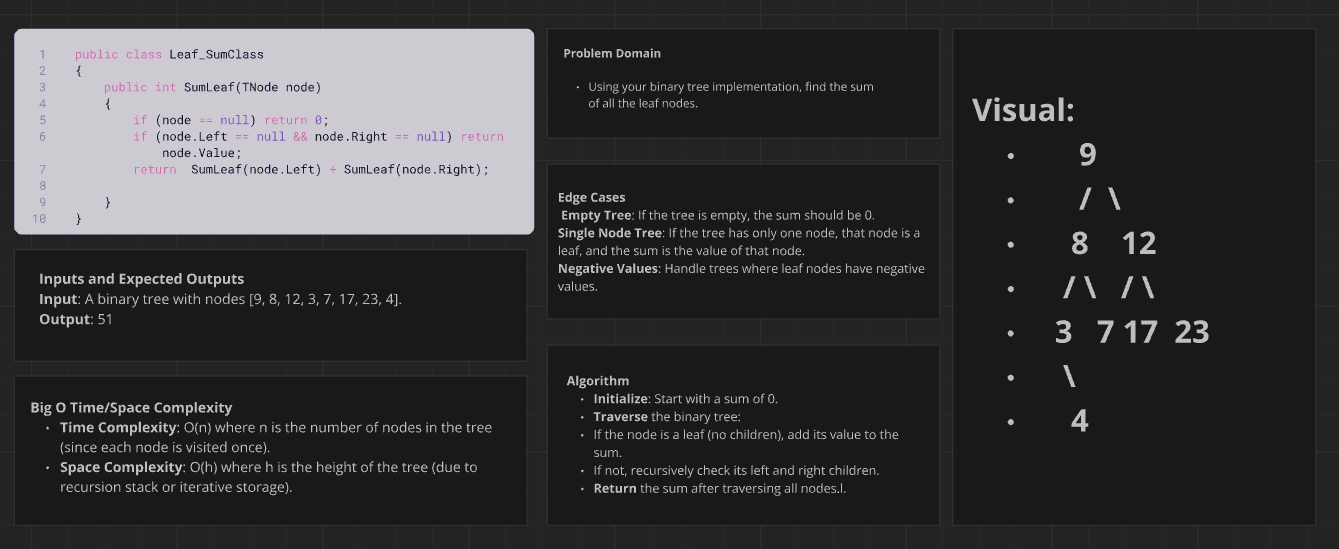 1 public class Leaf_SumClass
2 {
3 public int SumLeaf(TNode node)
4 {
5 if (node == null) return 0;
6 if (node.Left == null && node.Right == null) return
node.Value;
7 return SumLeaf(node.Left) + SumLeaf(node.Right);
8
9 }
10 }
Inputs and Expected Outputs
Input: A binary tree with nodes [9, 8, 12, 3, 7, 17, 23, 4].
Output: 51
Big O Time/Space Complexity
• Time Complexity: O(n) where n is the number of nodes in the tree
(since each node is visited once).
• Space Complexity: O(h) where h is the height of the tree (due to
recursion stack or iterative storage).
Problem Domain
• Using your binary tree implementation, find the sum
of all the leaf nodes.
Edge Cases
Empty Tree: If the tree is empty, the sum should be 0.
Single Node Tree: If the tree has only one node, that node is a
leaf, and the sum is the value of that node.
Negative Values: Handle trees where leaf nodes have negative
values.
Algorithm
• Initialize: Start with a sum of 0.
• Traverse the binary tree:
• If the node is a leaf (no children), add its value to the
sum.
• If not, recursively check its left and right children.
• Return the sum after traversing all nodes.l.
Visual:
• 9
• / \
• 8 12
• / \ / \
• 3 7 17 23
• \
• 4